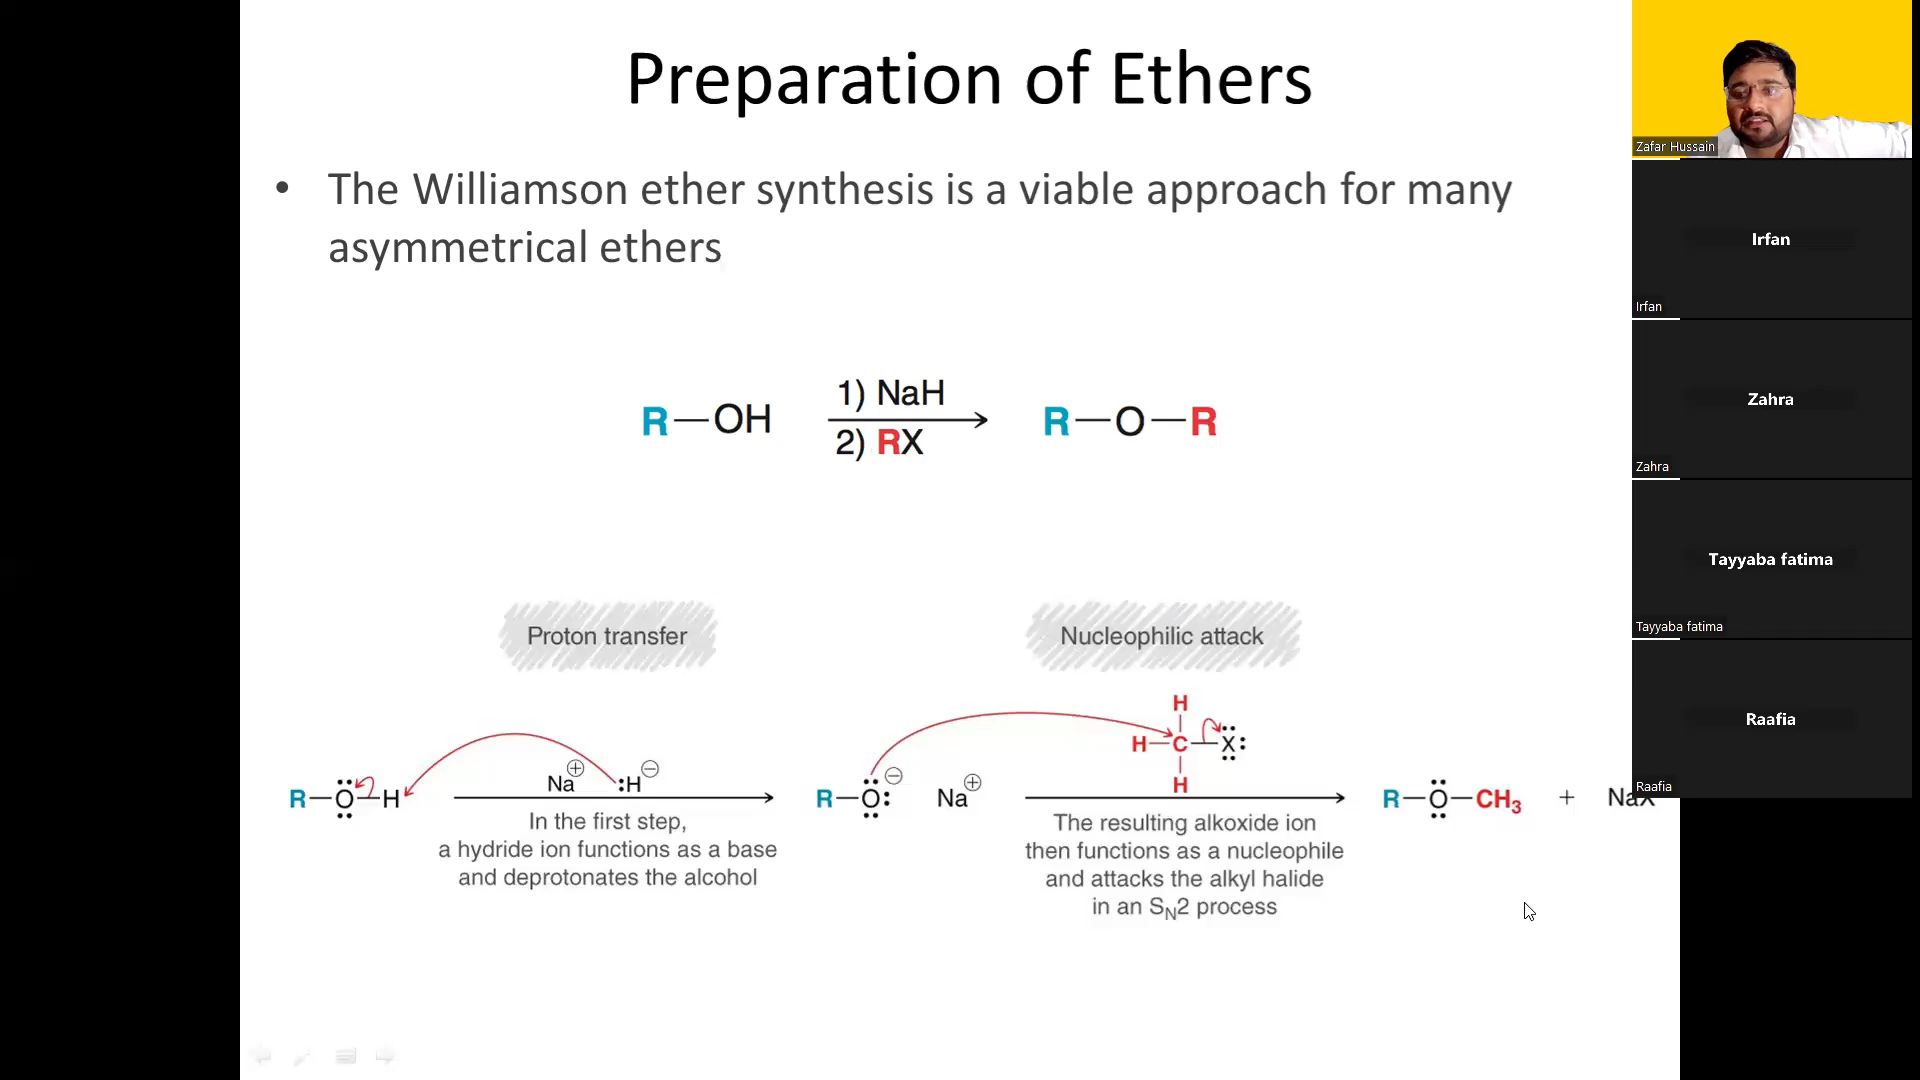 Preparation of Ethers
• The Williamson ether synthesis is a viable approach for many
asymmetrical ethers
R—OH
1) NaH
2) RX
R—O—R
Proton transfer
Nucleophilic attack
R—O—H
Na⊕ :H⊖
In the first step,
a hydride ion functions as a base
and deprotonates the alcohol
R—O:⊖ Na⊕
H
H—C—X:
H
The resulting alkoxide ion
then functions as a nucleophile
and attacks the alkyl halide
in an SN2 process
R—O—CH3 + NaX
Zafar Hussain
Irfan
Irfan
Zahra
Zahra
Tayyaba fatima
Tayyaba fatima
Raafia
Raafia